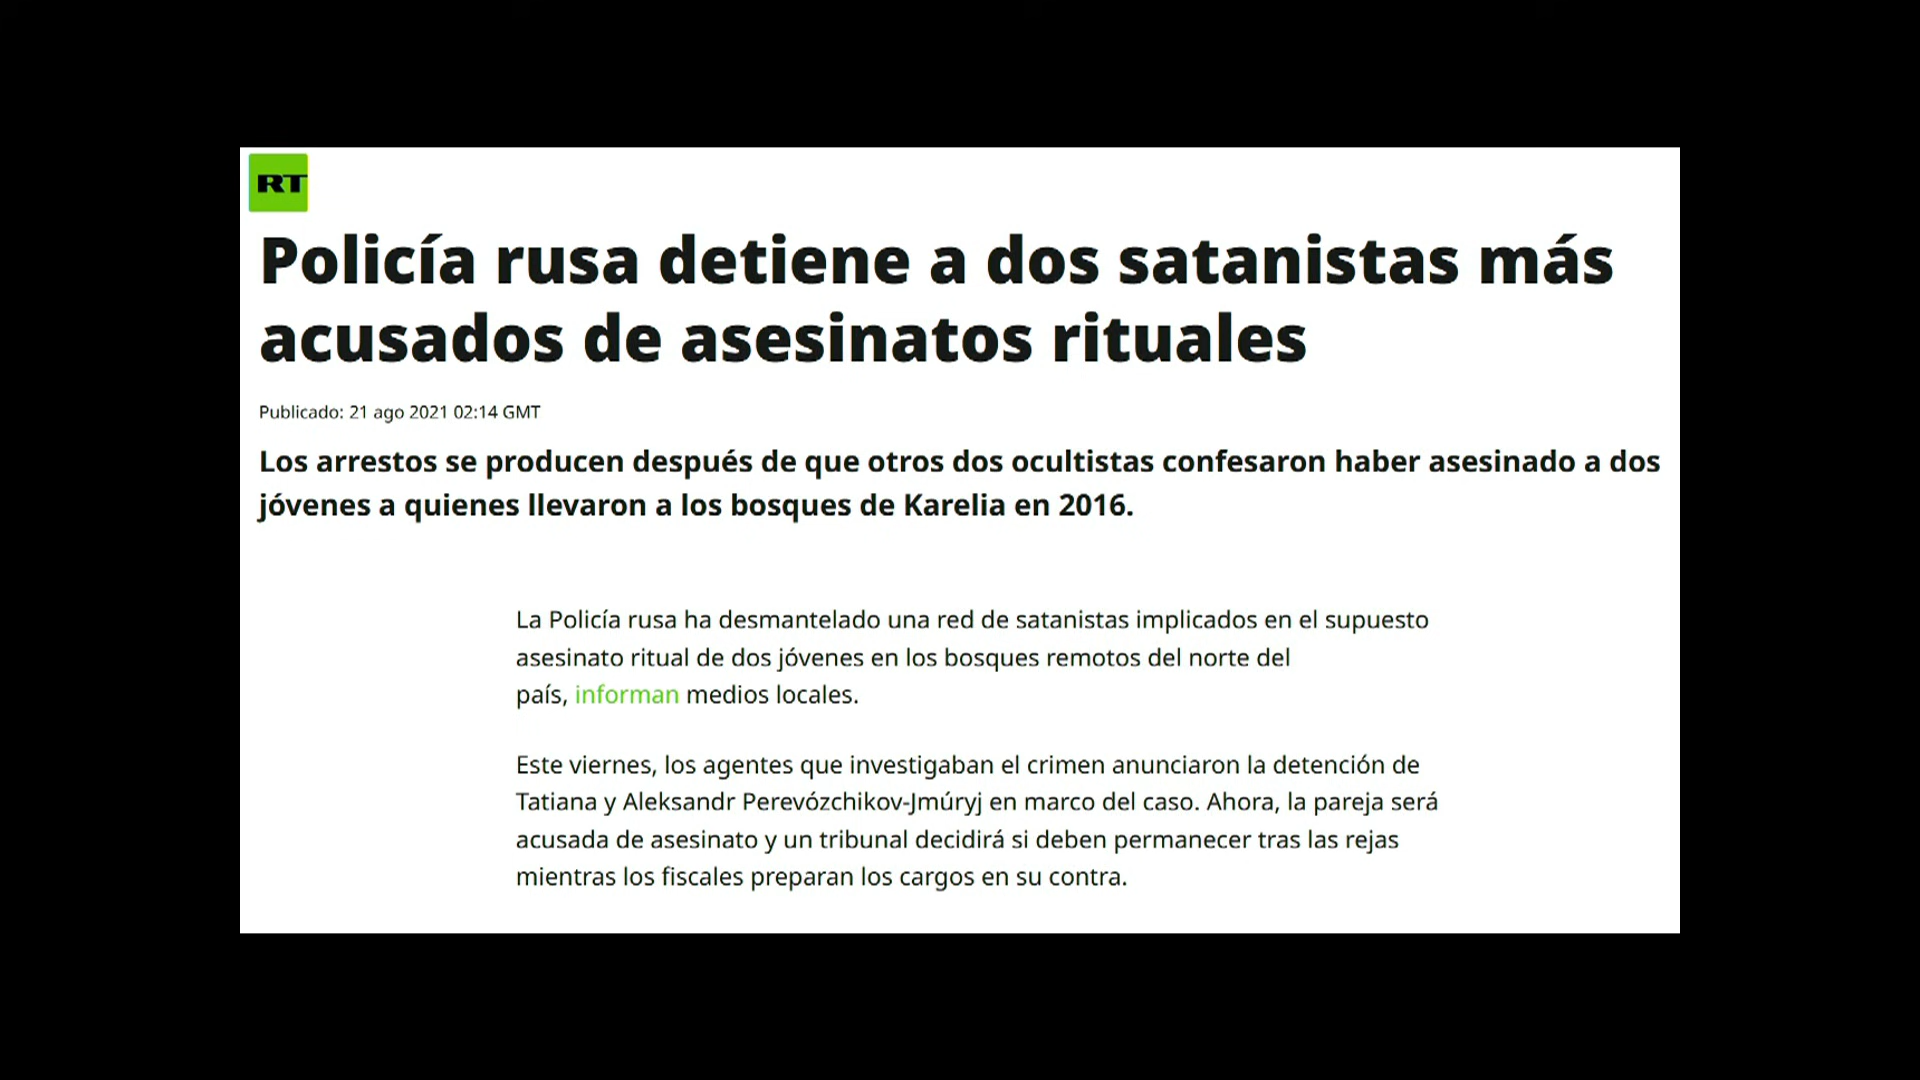 RT
Policía rusa detiene a dos satanistas más
acusados de asesinatos rituales
Publicado: 21 ago 2021 02:14 GMT
Los arrestos se producen después de que otros dos ocultistas confesaron haber asesinado a dos
jóvenes a quienes llevaron a los bosques de Karelia en 2016.
La Policía rusa ha desmantelado una red de satanistas implicados en el supuesto
asesinato ritual de dos jóvenes en los bosques remotos del norte del
país, informan medios locales.
Este viernes, los agentes que investigaban el crimen anunciaron la detención de
Tatiana y Aleksandr Perevózchikov-Jmúryj en marco del caso. Ahora, la pareja será
acusada de asesinato y un tribunal decidirá si deben permanecer tras las rejas
mientras los fiscales preparan los cargos en su contra.